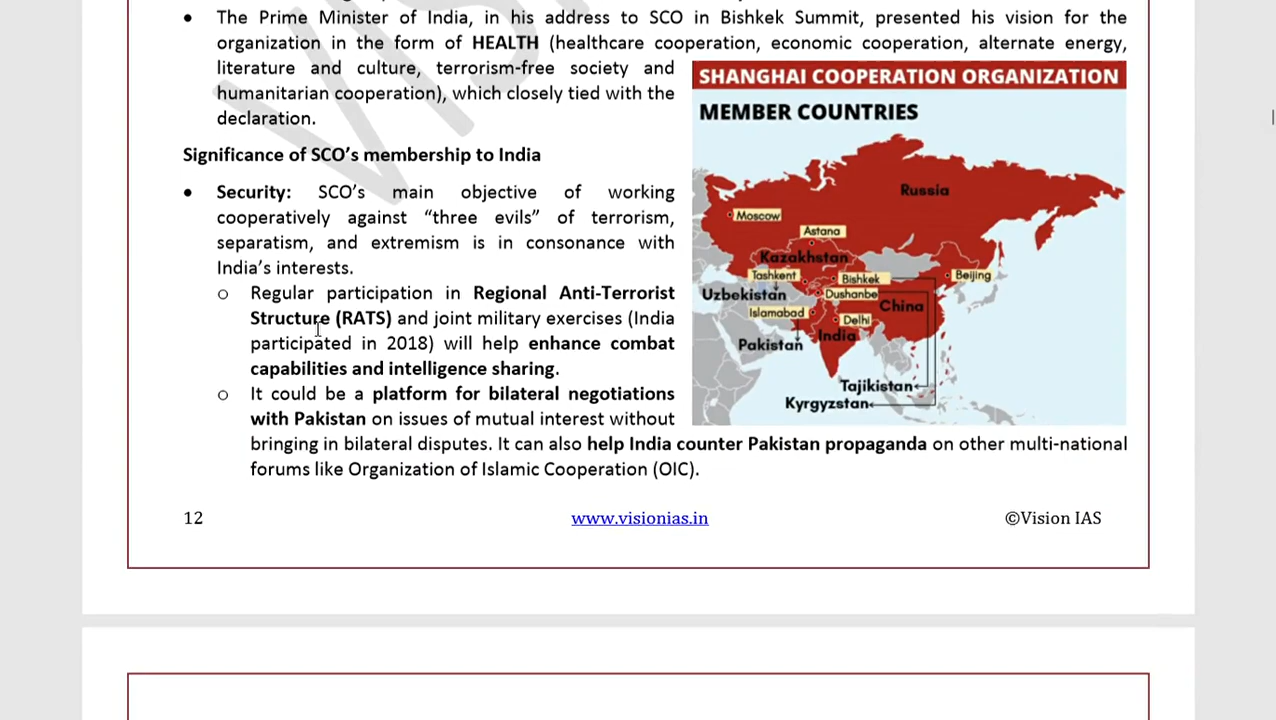 The Prime Minister of India, in his address to SCO in Bishkek Summit, presented his vision for the
organization in the form of HEALTH (healthcare cooperation, economic cooperation, alternate energy,
literature and culture, terrorism-free society and
humanitarian cooperation), which closely tied with the
declaration.
Significance of SCO's membership to India
• Security: SCO's main objective of working
cooperatively against "three evils" of terrorism,
separatism, and extremism is in consonance with
India's interests.
o Regular participation in Regional Anti-Terrorist
Structure (RATS) and joint military exercises (India
participated in 2018) will help enhance combat
capabilities and intelligence sharing.
o It could be a platform for bilateral negotiations
with Pakistan on issues of mutual interest without
bringing in bilateral disputes. It can also help India counter Pakistan propaganda on other multi-national
forums like Organization of Islamic Cooperation (OIC).
SHANGHAI COOPERATION ORGANIZATION
MEMBER COUNTRIES
Russia
Moscow
Astana
Kazakhstan
Tashkent
Bishkek
Beijing
Uzbekistan
Dushanbe
China
Islamabad
Delhi
India
Pakistan
Tajikistan
Kyrgyzstan
12
www.visionias.in
©Vision IAS